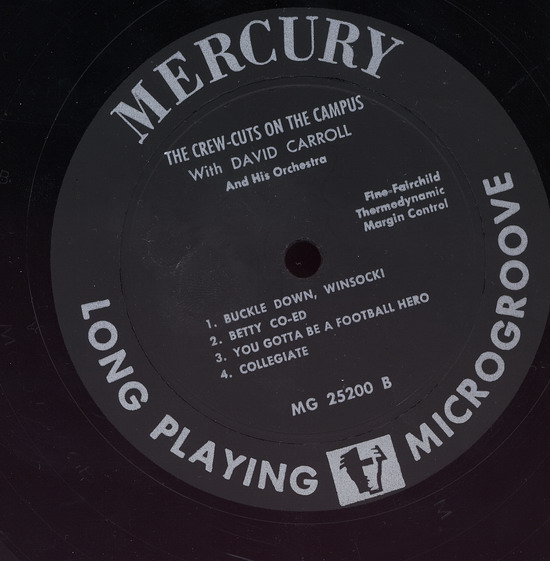 MERCURY
THE CREW-CUTS ON THE CAMPUS
With DAVID CARROLL
And His Orchestra
Fine-Fairchild
Thermodynamic
Margin Control
1. BUCKLE DOWN, WINSOCKI
2. BETTY CO-ED
3. YOU GOTTA BE A FOOTBALL HERO
4. COLLEGIATE
MG 25200 B
LONG PLAYING MICROGROOVE